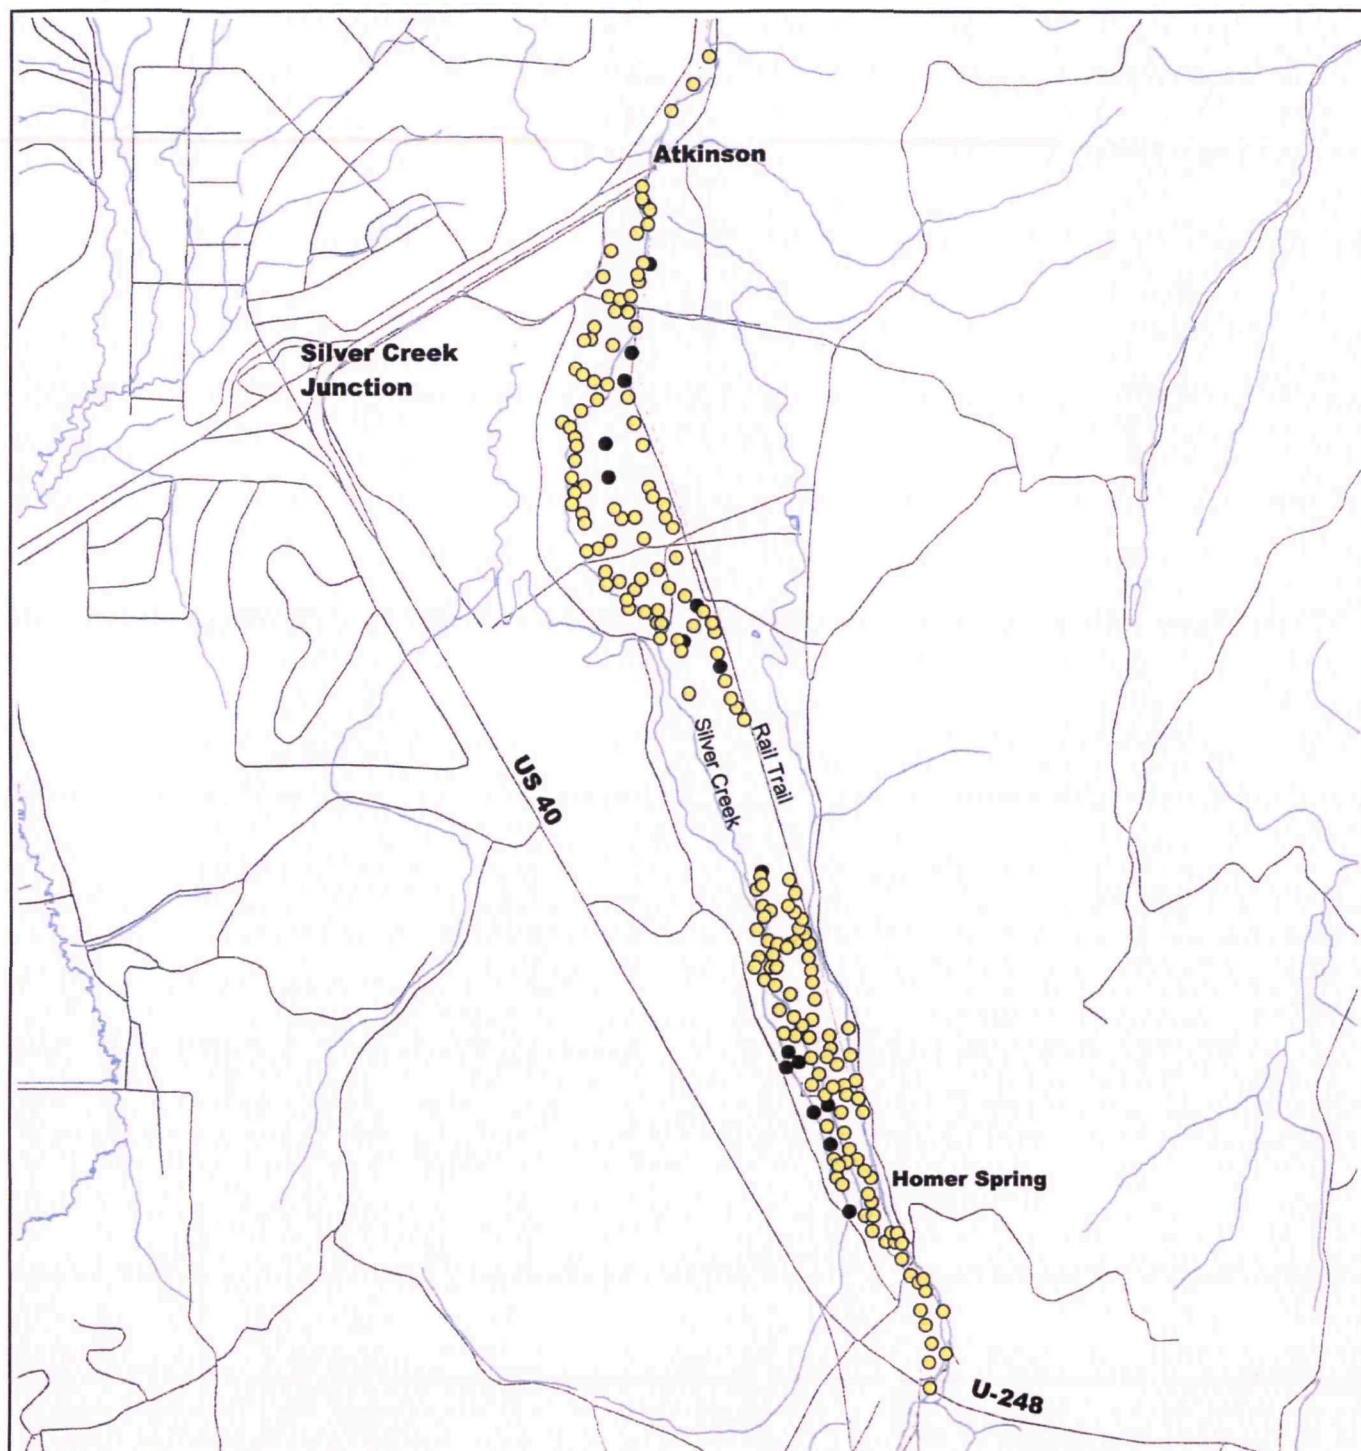 Atkinson
Silver Creek
Junction
US 40
Silver Creek
Rail Trail
Homer Spring
U-248